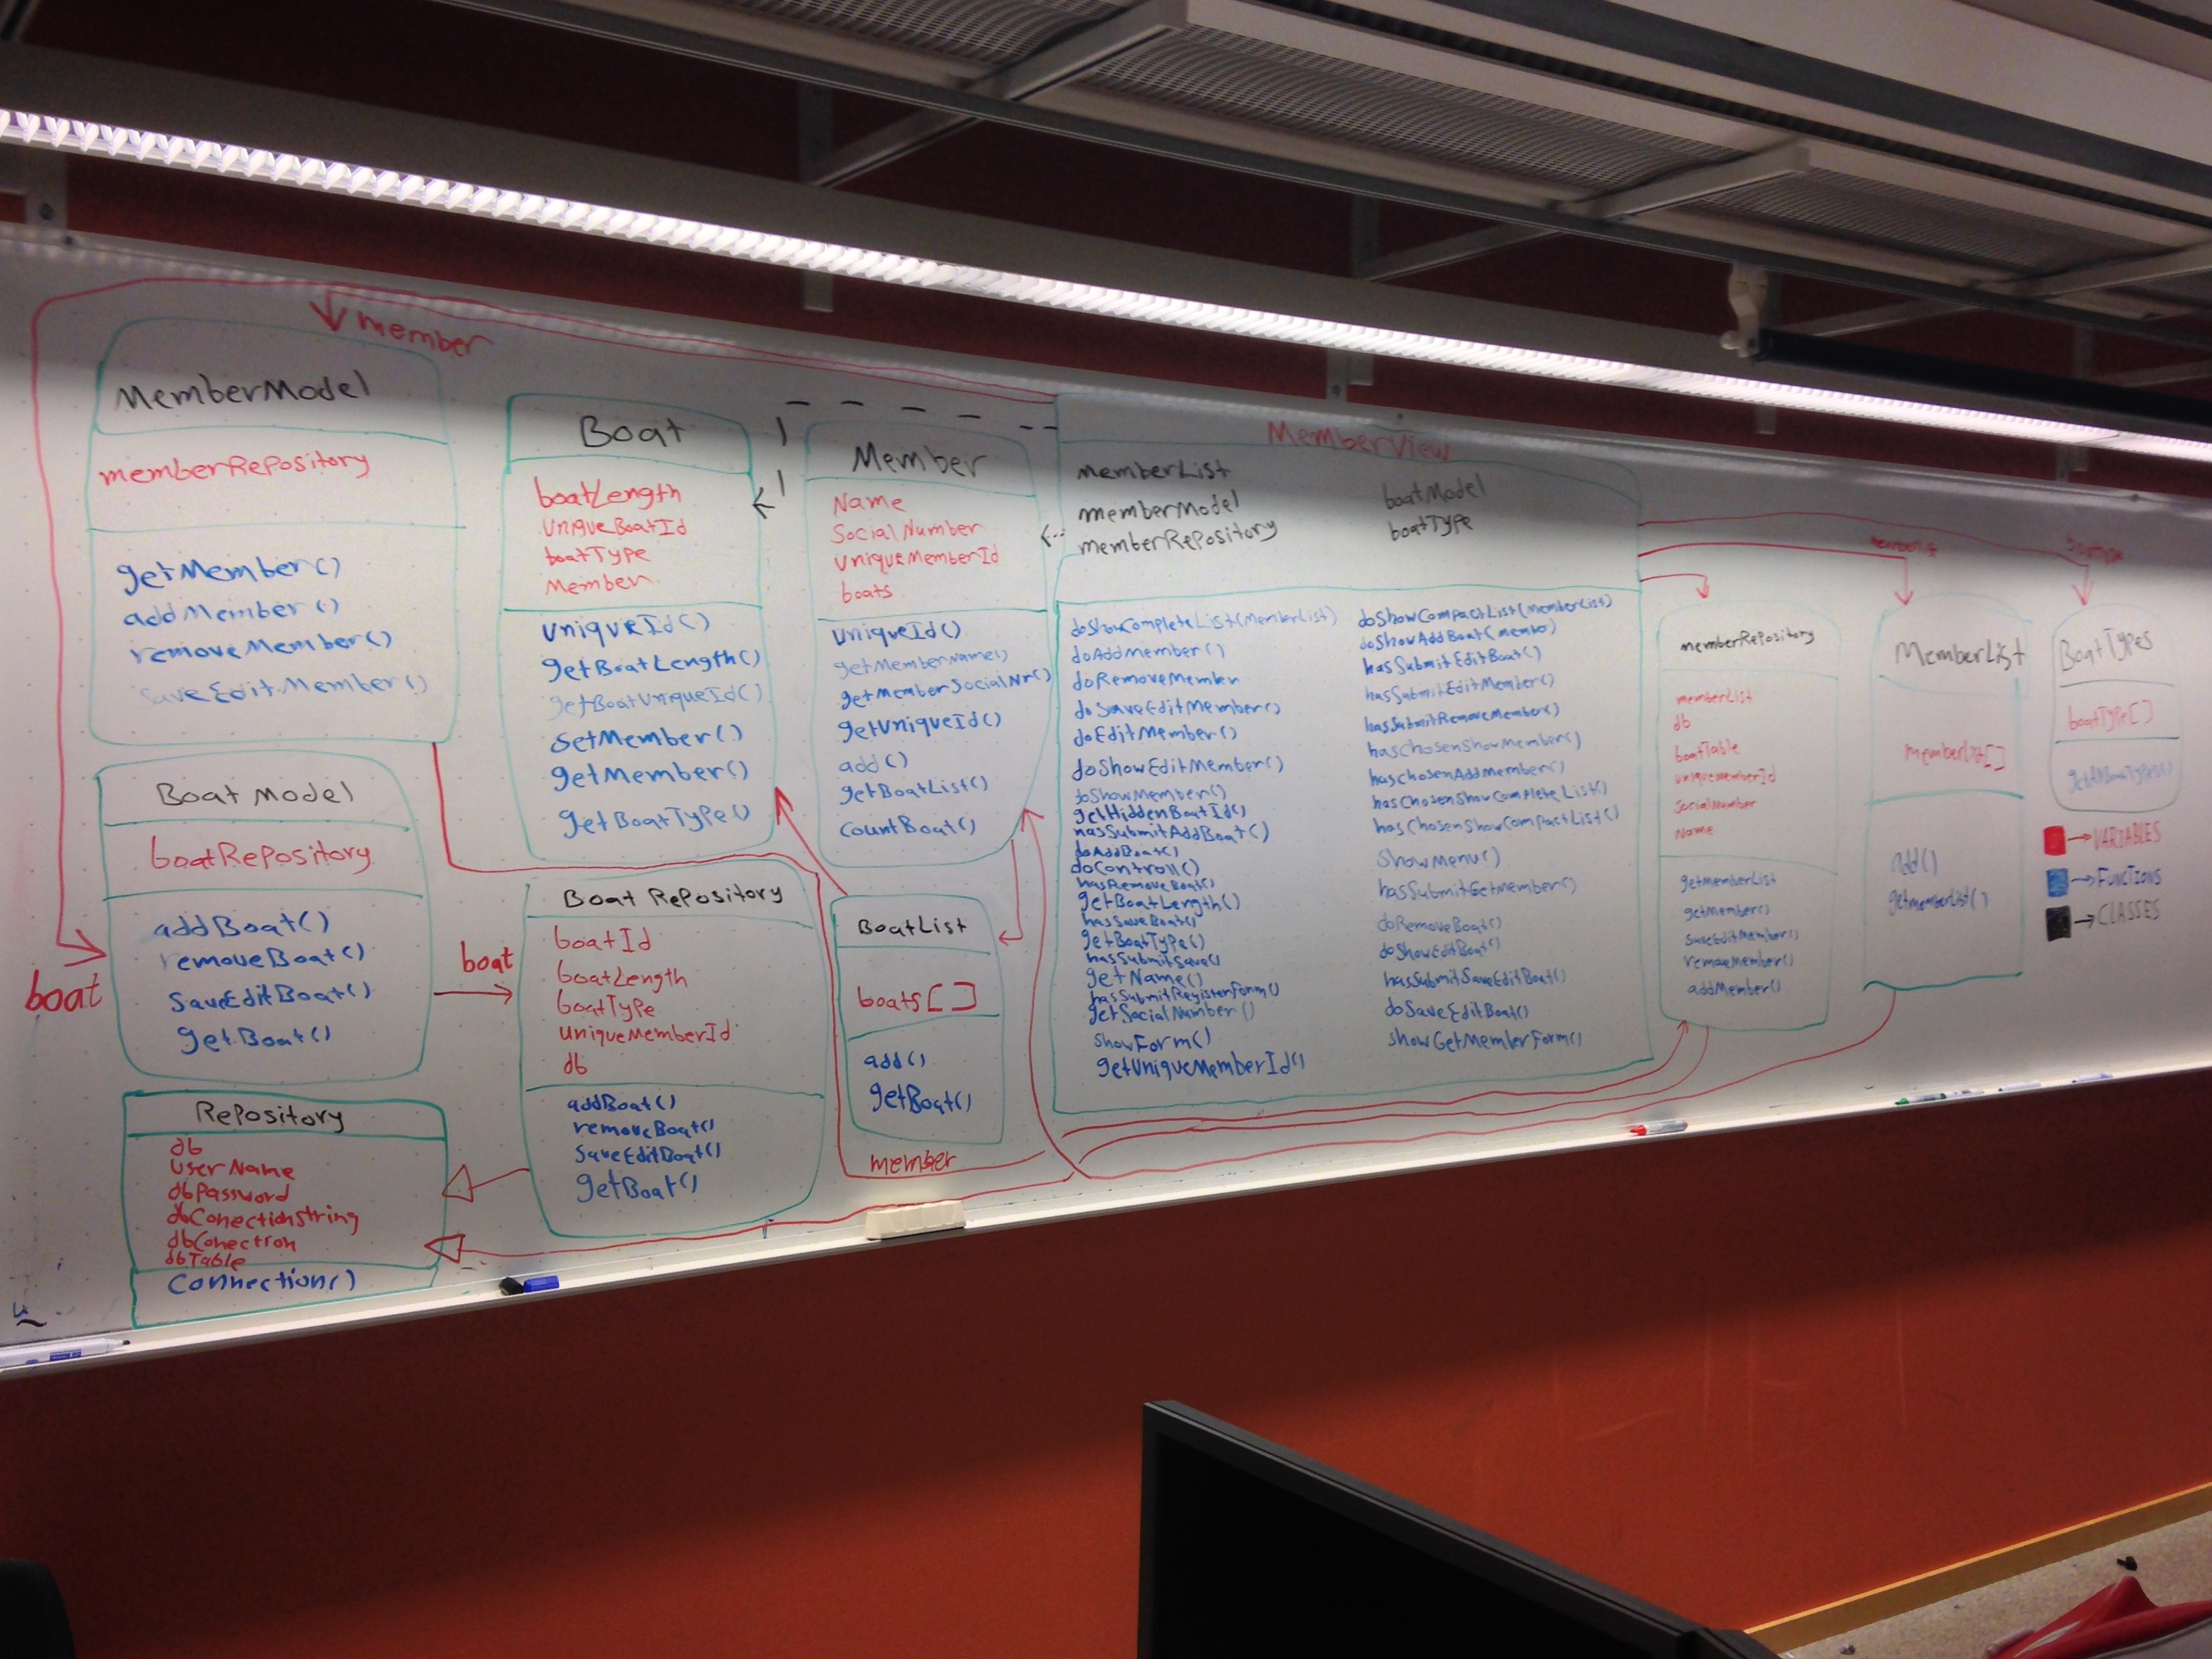 member
MemberModel
memberRepository
getMember()
addMember()
removeMember()
SaveEditMember()
Boat Model
boatRepository
addBoat()
removeBoat()
SaveEditBoat()
getBoat()
boat
boat
Repository
db
UserName
dbPassword
dbConectionString
dbConection
dbTable
Connection()
Boat
boatLength
UniqueBoatId
boatType
Member
UniqueId()
getBoatLength()
getBoatUniqueId()
setMember()
getMember()
getBoatType()
Boat Repository
boatId
boatLength
boatType
uniqueMemberId
db
addBoat()
removeBoat()
SaveEditBoat()
getBoat()
Member
Name
SocialNumber
UniqueMemberId
boats
UniqueId()
getMemberName()
getMemberSocialNr()
getUniqueId()
add()
getBoatList()
countBoat()
BoatList
boats[]
add()
getBoat()
member
MemberView
memberList
memberModel
memberRepository
boatModel
boatType
doShowCompleteList(MemberList)
doAddMember()
doRemoveMember
doSaveEditMember()
doEditMember()
doShowEditMember()
doShowMember()
getHiddenBoatId()
hasSubmitAddBoat()
doAddBoat()
doControll()
hasRemoveBoat()
getBoatLength()
hasSaveBoat()
getBoatType()
hasSubmitSave()
getName()
hasSubmitRegisterForm()
getSocialNumber()
showForm()
getUniqueMemberId()
doShowCompactList(MemberList)
doShowAddBoat(member)
hasSubmitEditBoat()
hasSubmitEditMember()
hasSubmitRemoveMember()
hasChosenShowMember()
hasChosenAddMember()
hasChosenShowCompleteList()
hasChosenShowCompactList()
ShowMenu()
hasSubmitGetMember()
doRemoveBoat()
doShowEditBoat()
hasSubmitSaveEditBoat()
doSaveEditBoat()
showGetMemberForm()
memberRepository
memberList
db
boatTable
uniqueMemberId
SocialNumber
Name
getMemberList
getMember()
SaveEditMember()
removeMember()
addMember()
memberlist
MemberList
memberList[]
add()
getmemberList()
boattype
BoatTypes
boatType[]
getAllBoatTypes()
VARIABLES
FUNCTIONS
CLASSES